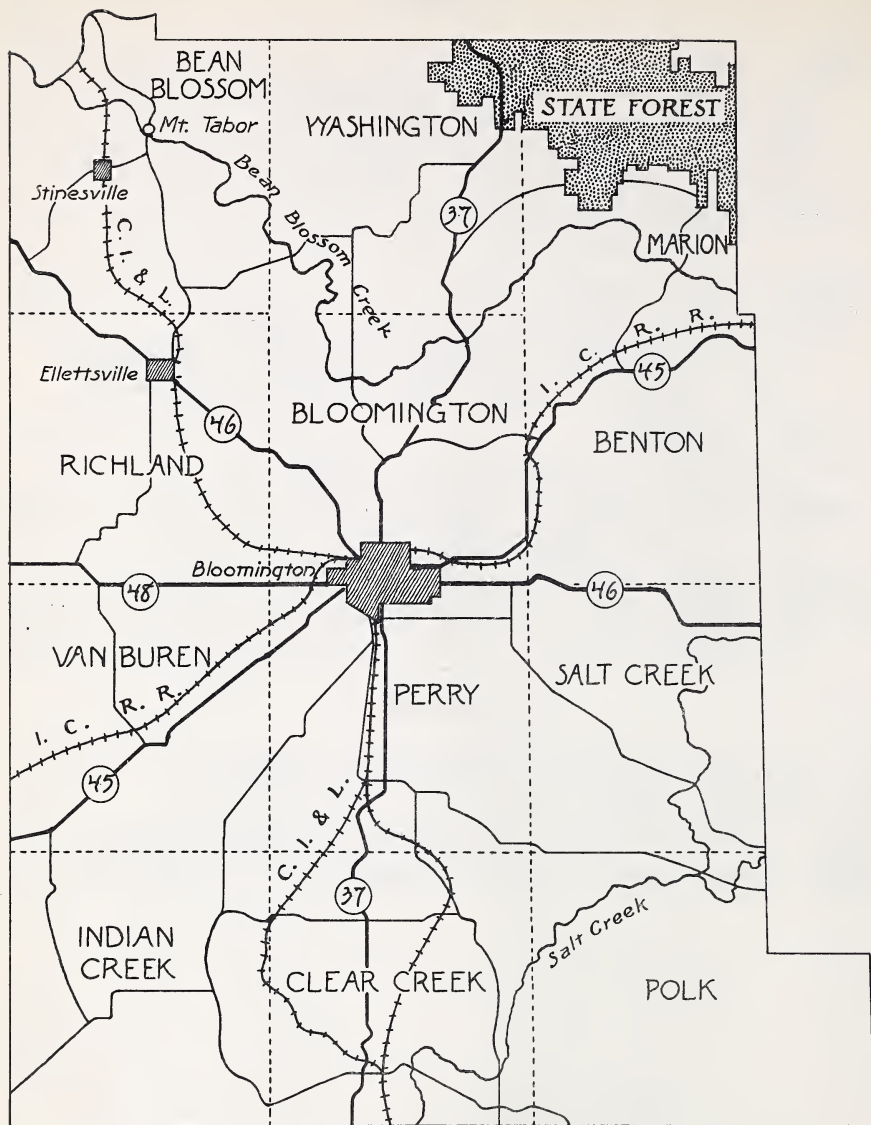 BEAN
BLOSSOM
Mt. Tabor
WASHINGTON
STATE FOREST
Stinesville
Bean Blossom Creek
37
MARION
C. I. & L.
I. C. R. R.
45
Ellettsville
46
BLOOMINGTON
BENTON
RICHLAND
Bloomington
48
46
VAN BUREN
PERRY
SALT CREEK
I. C. R. R.
45
C. I. & L.
37
Salt Creek
INDIAN
CREEK
CLEAR CREEK
POLK